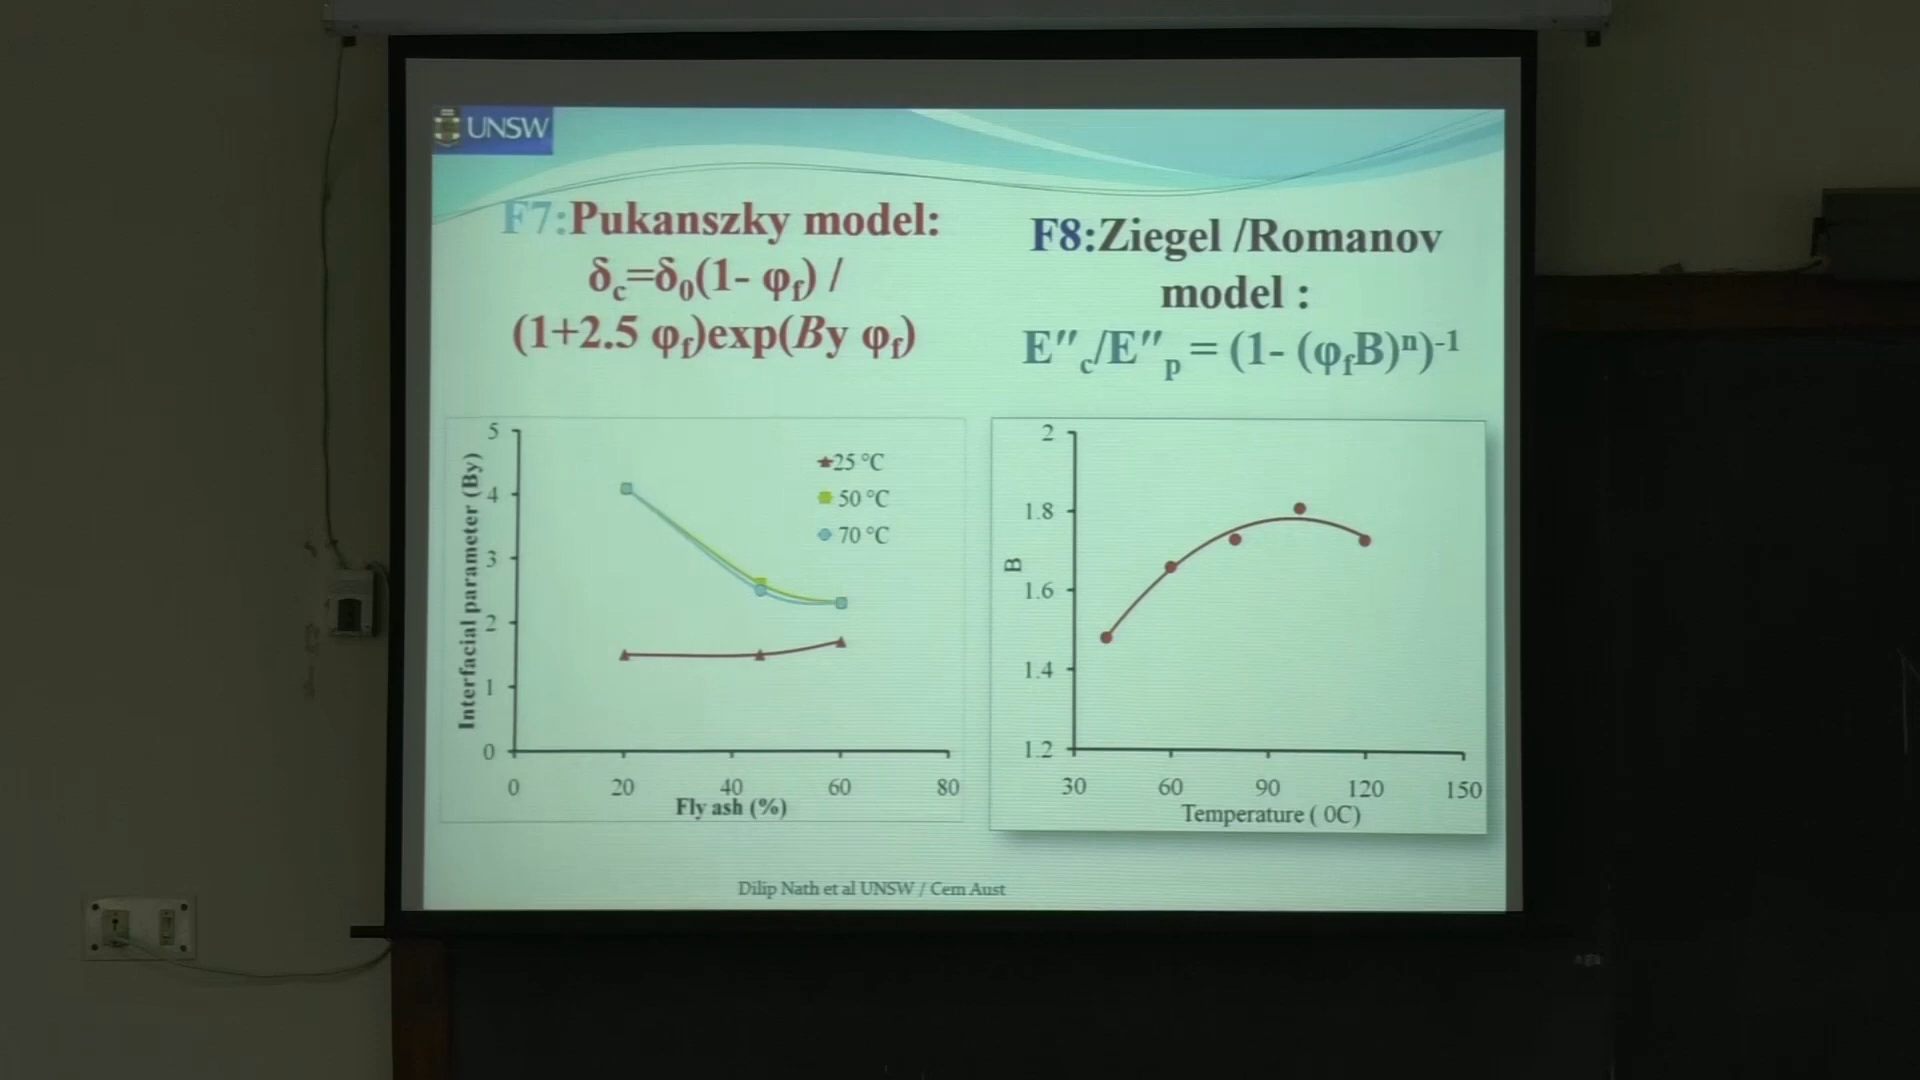 UNSW
F7:Pukanszky model:
δc=δ0(1- φf) /
(1+2.5 φf)exp(By φf)
F8:Ziegel /Romanov
model :
E″c/E″p = (1- (φfB)ⁿ)⁻¹
Interfacial parameter (By)
5
4
3
2
1
0
0 20 40 60 80
Fly ash (%)
25 °C
50 °C
70 °C
B
2
1.8
1.6
1.4
1.2
30 60 90 120 150
Temperature ( 0C)
Dilip Nath et al UNSW / Cem Aust